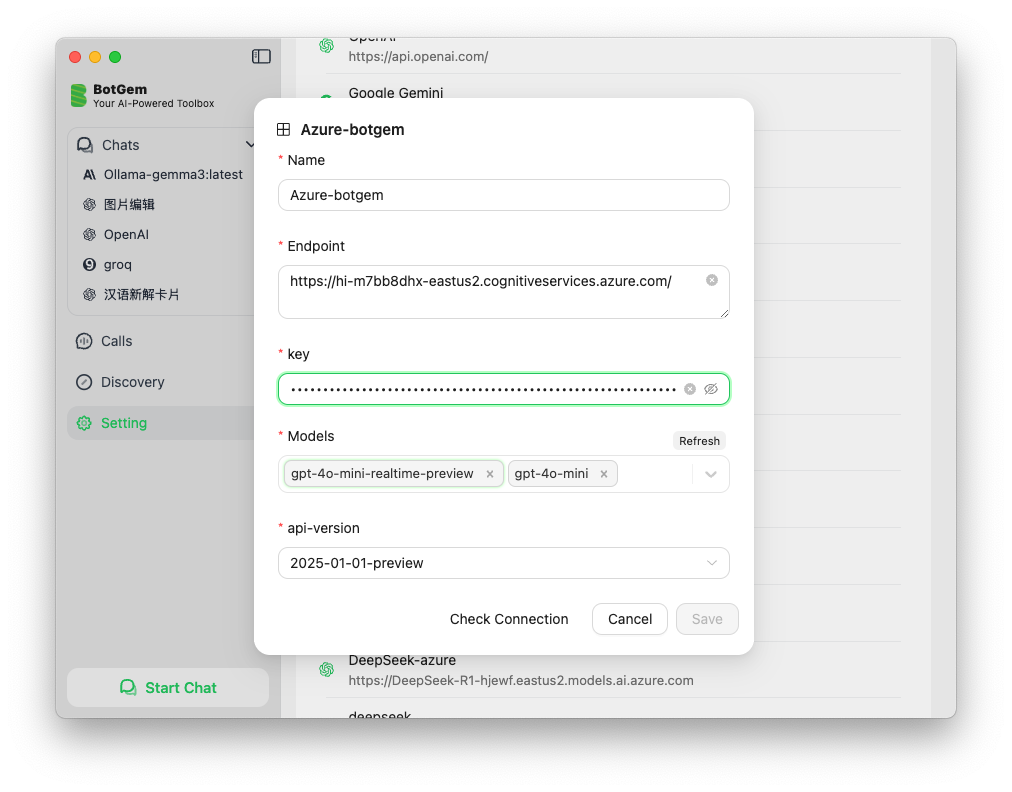 BotGem
Your AI-Powered Toolbox
Chats
Ollama-gemma3:latest
图片编辑
OpenAI
groq
汉语新解卡片
Calls
Discovery
Setting
Start Chat
OpenAI
https://api.openai.com/
Google Gemini
Azure-botgem
* Name
Azure-botgem
* Endpoint
https://hi-m7bb8dhx-eastus2.cognitiveservices.azure.com/
* key
* Models
Refresh
gpt-4o-mini-realtime-preview × gpt-4o-mini ×
* api-version
2025-01-01-preview
Check Connection Cancel Save
DeepSeek-azure
https://DeepSeek-R1-hjewf.eastus2.models.ai.azure.com
deepseek